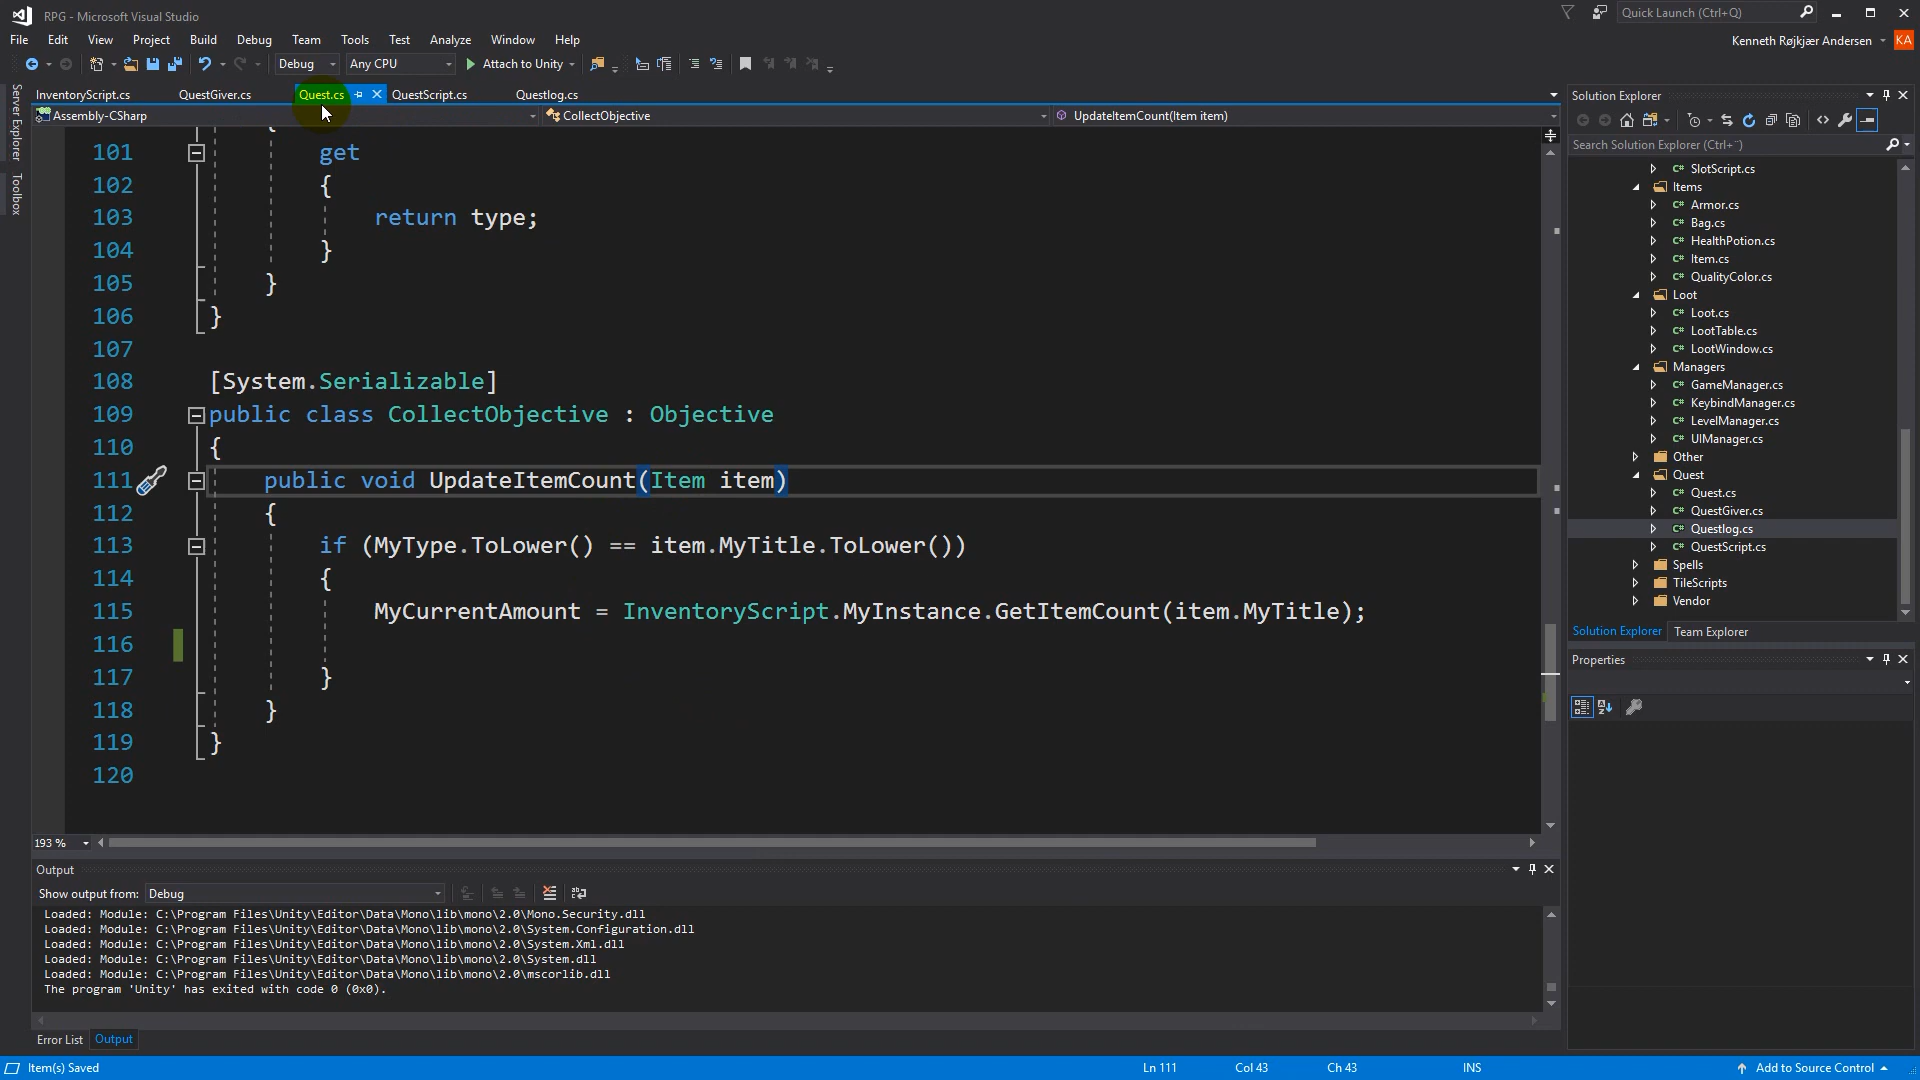 RPG - Microsoft Visual Studio
Quick Launch (Ctrl+Q)
File Edit View Project Build Debug Team Tools Test Analyze Window Help
Kenneth Røjkjær Andersen KA
Debug Any CPU Attach to Unity
InventoryScript.cs QuestGiver.cs Quest.cs QuestScript.cs Questlog.cs
Assembly-CSharp CollectObjective UpdateItemCount(Item item)
Server Explorer
Toolbox
101 get
102 {
103 return type;
104 }
105 }
106 }
107
108 [System.Serializable]
109 public class CollectObjective : Objective
110 {
111 public void UpdateItemCount(Item item)
112 {
113 if (MyType.ToLower() == item.MyTitle.ToLower())
114 {
115 MyCurrentAmount = InventoryScript.MyInstance.GetItemCount(item.MyTitle);
116
117 }
118 }
119 }
120
193 %
Output
Show output from: Debug
Loaded: Module: C:\Program Files\Unity\Editor\Data\Mono\lib\mono\2.0\Mono.Security.dll
Loaded: Module: C:\Program Files\Unity\Editor\Data\Mono\lib\mono\2.0\System.Configuration.dll
Loaded: Module: C:\Program Files\Unity\Editor\Data\Mono\lib\mono\2.0\System.Xml.dll
Loaded: Module: C:\Program Files\Unity\Editor\Data\Mono\lib\mono\2.0\System.dll
Loaded: Module: C:\Program Files\Unity\Editor\Data\Mono\lib\mono\2.0\mscorlib.dll
The program 'Unity' has exited with code 0 (0x0).
Error List Output
Solution Explorer
Search Solution Explorer (Ctrl+¨)
C# SlotScript.cs
Items
C# Armor.cs
C# Bag.cs
C# HealthPotion.cs
C# Item.cs
C# QualityColor.cs
Loot
C# Loot.cs
C# LootTable.cs
C# LootWindow.cs
Managers
C# GameManager.cs
C# KeybindManager.cs
C# LevelManager.cs
C# UIManager.cs
Other
Quest
C# Quest.cs
C# QuestGiver.cs
C# Questlog.cs
C# QuestScript.cs
Spells
TileScripts
Vendor
Solution Explorer Team Explorer
Properties
Item(s) Saved Ln 111 Col 43 Ch 43 INS Add to Source Control